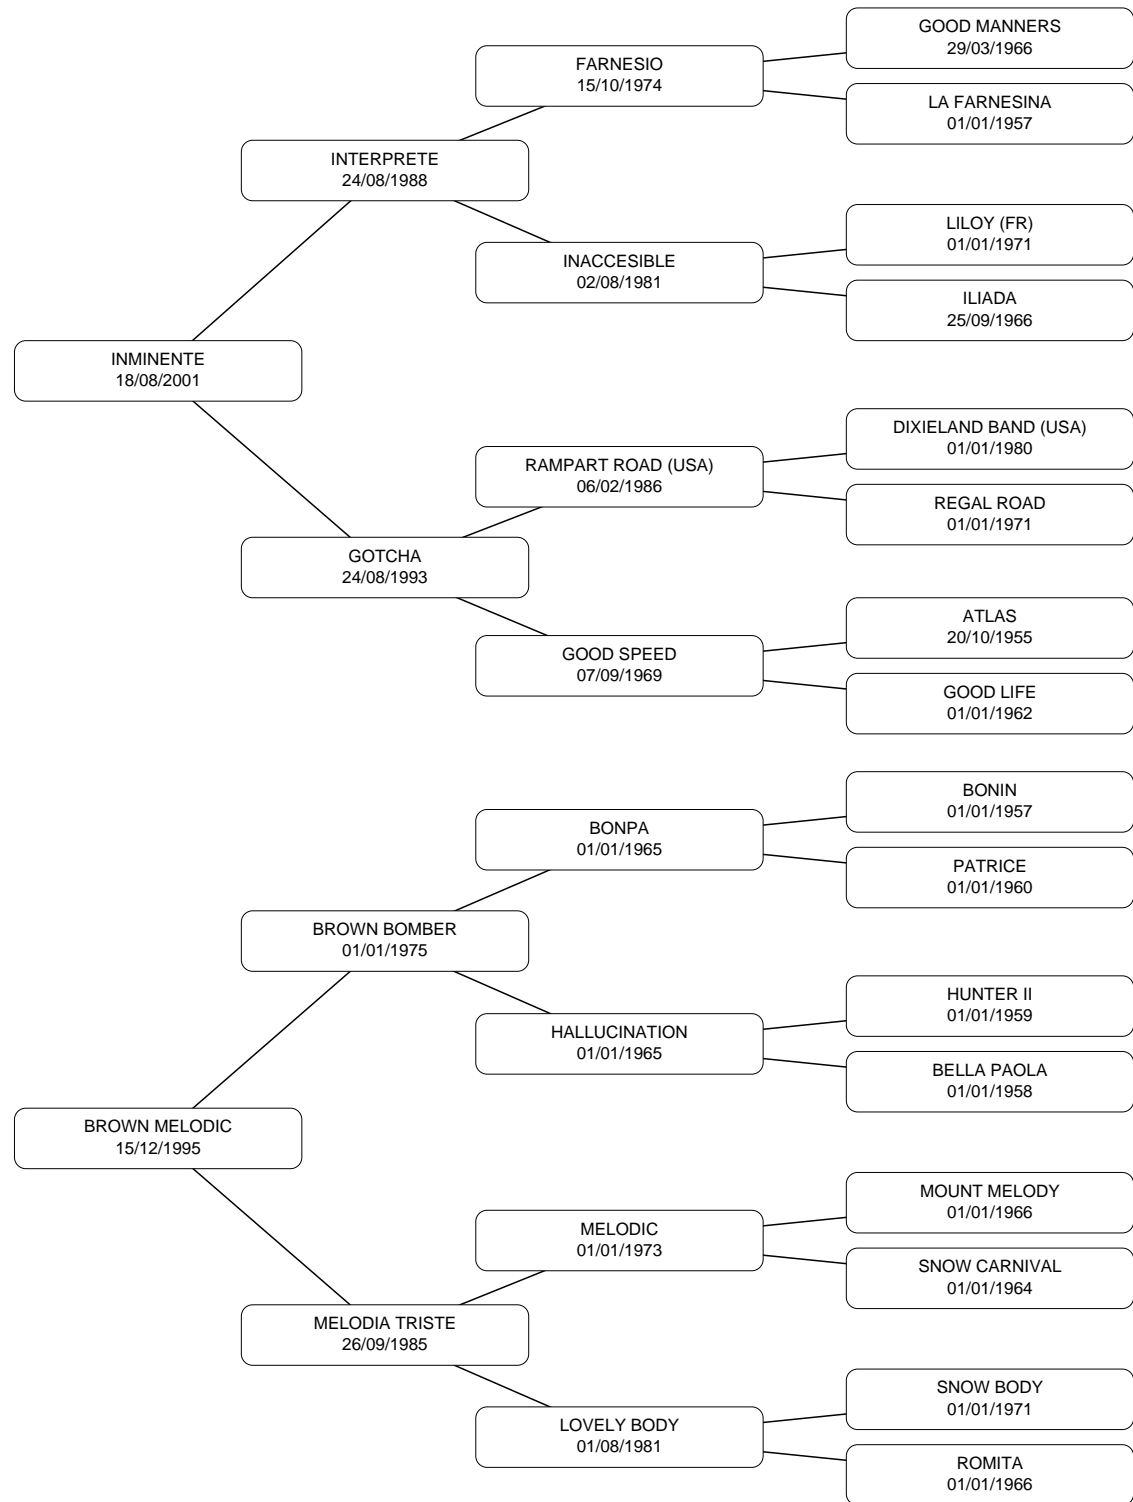 GOOD MANNERS
29/03/1966
FARNESIO
15/10/1974
LA FARNESINA
01/01/1957
INTERPRETE
24/08/1988
LILOY (FR)
01/01/1971
INACCESIBLE
02/08/1981
ILIADA
25/09/1966
INMINENTE
18/08/2001
DIXIELAND BAND (USA)
01/01/1980
RAMPART ROAD (USA)
06/02/1986
REGAL ROAD
01/01/1971
GOTCHA
24/08/1993
ATLAS
20/10/1955
GOOD SPEED
07/09/1969
GOOD LIFE
01/01/1962
BONIN
01/01/1957
BONPA
01/01/1965
PATRICE
01/01/1960
BROWN BOMBER
01/01/1975
HUNTER II
01/01/1959
HALLUCINATION
01/01/1965
BELLA PAOLA
01/01/1958
BROWN MELODIC
15/12/1995
MOUNT MELODY
01/01/1966
MELODIC
01/01/1973
SNOW CARNIVAL
01/01/1964
MELODIA TRISTE
26/09/1985
SNOW BODY
01/01/1971
LOVELY BODY
01/08/1981
ROMITA
01/01/1966